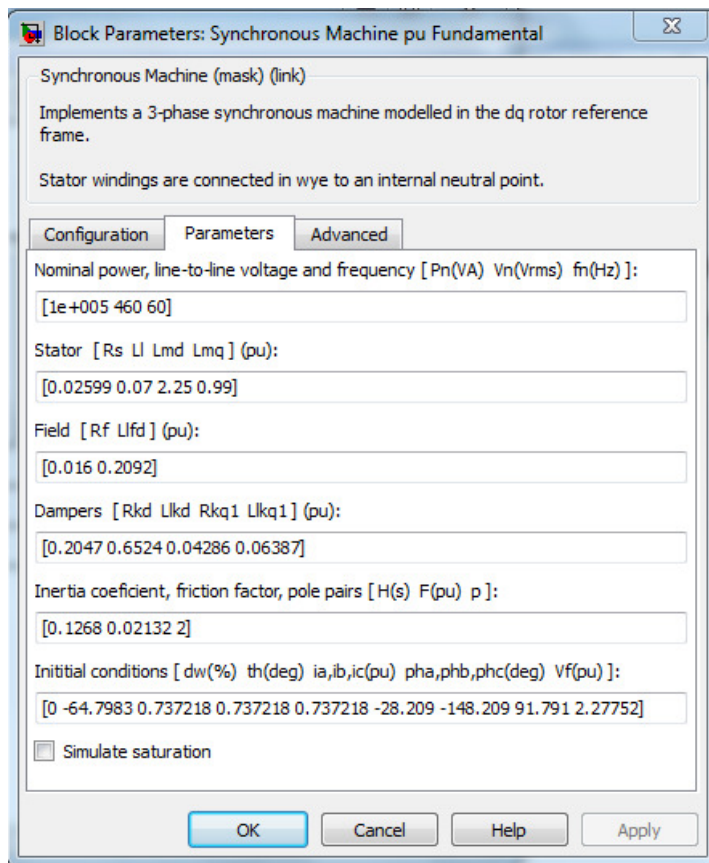 Block Parameters: Synchronous Machine pu Fundamental
Synchronous Machine (mask) (link)
Implements a 3-phase synchronous machine modelled in the dq rotor reference
frame.
Stator windings are connected in wye to an internal neutral point.
Configuration Parameters Advanced
Nominal power, line-to-line voltage and frequency [ Pn(VA) Vn(Vrms) fn(Hz) ]:
[1e+005 460 60]
Stator [ Rs Ll Lmd Lmq ] (pu):
[0.02599 0.07 2.25 0.99]
Field [ Rf Llfd ] (pu):
[0.016 0.2092]
Dampers [ Rkd Llkd Rkq1 Llkq1 ] (pu):
[0.2047 0.6524 0.04286 0.06387]
Inertia coeficient, friction factor, pole pairs [ H(s) F(pu) p ]:
[0.1268 0.02132 2]
Inititial conditions [ dw(%) th(deg) ia,ib,ic(pu) pha,phb,phc(deg) Vf(pu) ]:
[0 -64.7983 0.737218 0.737218 0.737218 -28.209 -148.209 91.791 2.27752]
Simulate saturation
OK Cancel Help Apply